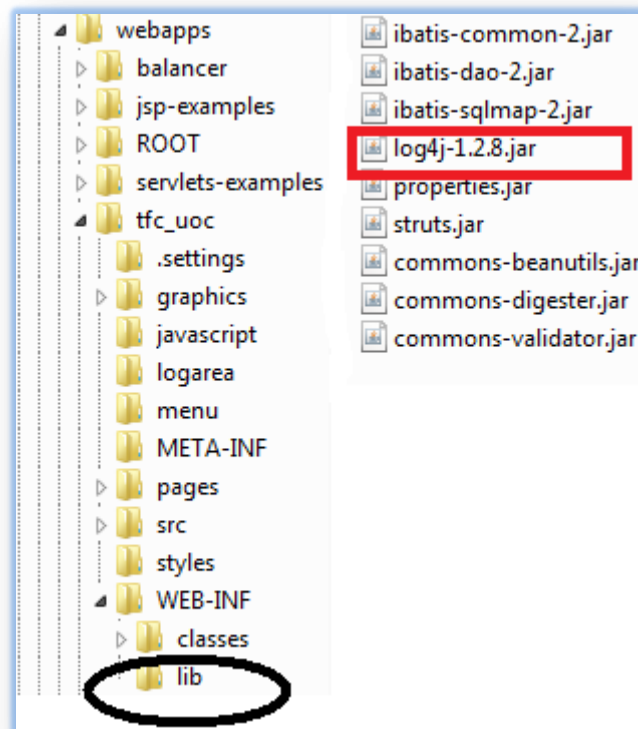 webapps
balancer
jsp-examples
ROOT
servlets-examples
tfc_uoc
.settings
graphics
javascript
logarea
menu
META-INF
pages
src
styles
WEB-INF
classes
lib
ibatis-common-2.jar
ibatis-dao-2.jar
ibatis-sqlmap-2.jar
log4j-1.2.8.jar
properties.jar
struts.jar
commons-beanutils.jar
commons-digester.jar
commons-validator.jar